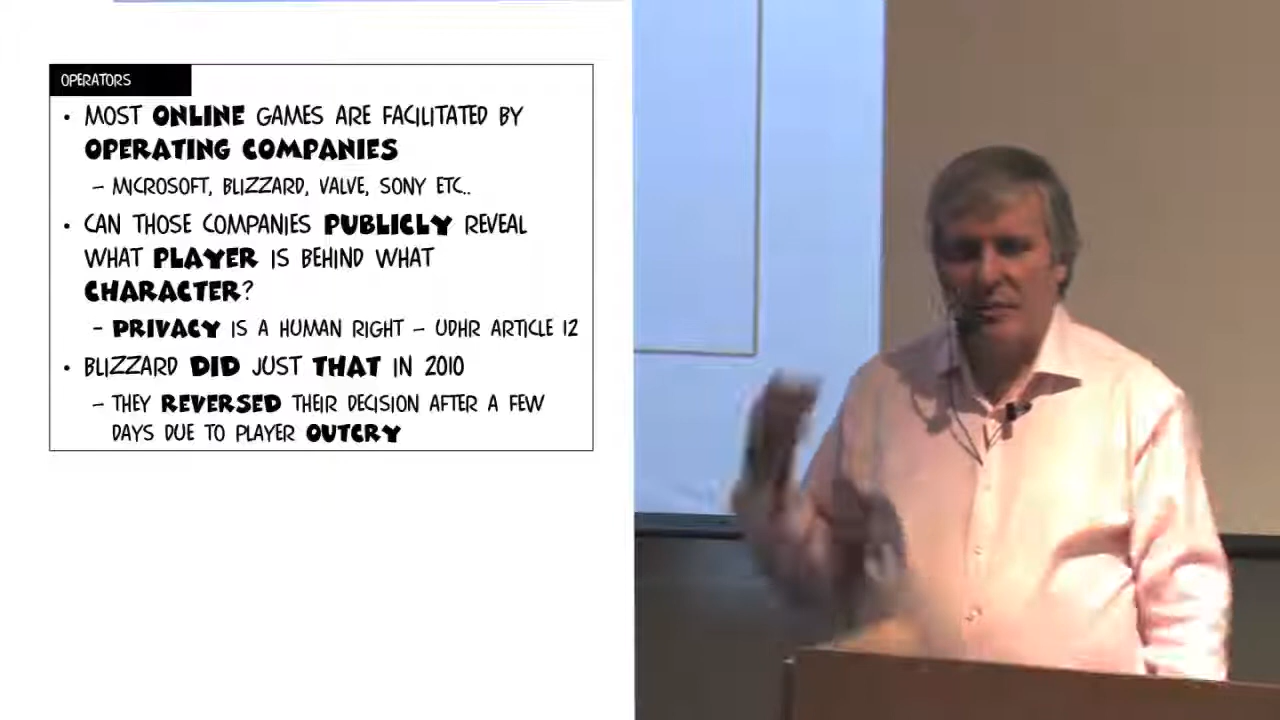 OPERATORS
• MOST ONLINE GAMES ARE FACILITATED BY
OPERATING COMPANIES
– MICROSOFT, BLIZZARD, VALVE, SONY ETC..
• CAN THOSE COMPANIES PUBLICLY REVEAL
WHAT PLAYER IS BEHIND WHAT
CHARACTER?
– PRIVACY IS A HUMAN RIGHT – UDHR ARTICLE 12
• BLIZZARD DID JUST THAT IN 2010
– THEY REVERSED THEIR DECISION AFTER A FEW
DAYS DUE TO PLAYER OUTCRY